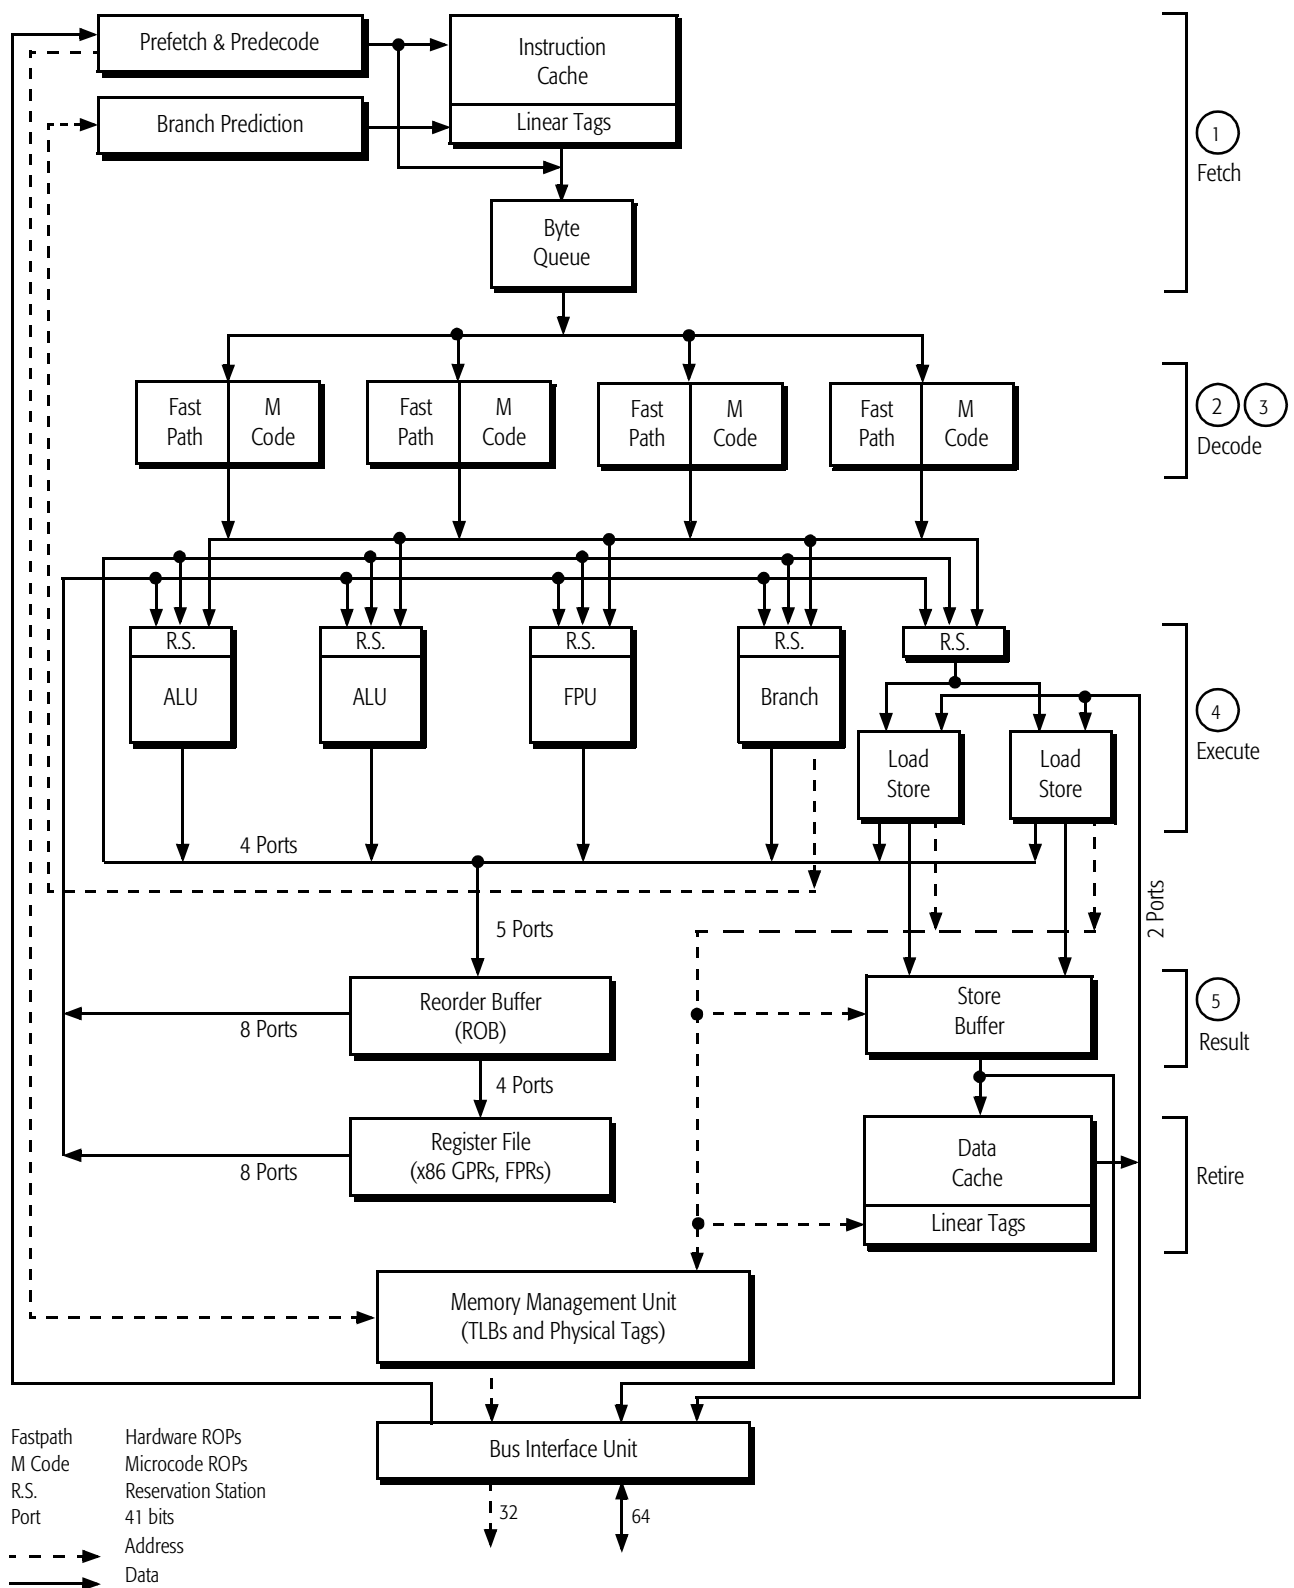 Prefetch & Predecode
Instruction
Cache
Branch Prediction
Linear Tags
1
Fetch
Byte
Queue
Fast
Path
M
Code
Fast
Path
M
Code
Fast
Path
M
Code
Fast
Path
M
Code
2
3
Decode
R.S.
ALU
R.S.
ALU
R.S.
FPU
R.S.
Branch
R.S.
Load
Store
Load
Store
4
Execute
4 Ports
5 Ports
2 Ports
Reorder Buffer
(ROB)
8 Ports
Store
Buffer
5
Result
4 Ports
Register File
(x86 GPRs, FPRs)
8 Ports
Data
Cache
Linear Tags
Retire
Memory Management Unit
(TLBs and Physical Tags)
Bus Interface Unit
32
64
Fastpath Hardware ROPs
M Code Microcode ROPs
R.S. Reservation Station
Port 41 bits
Address
Data